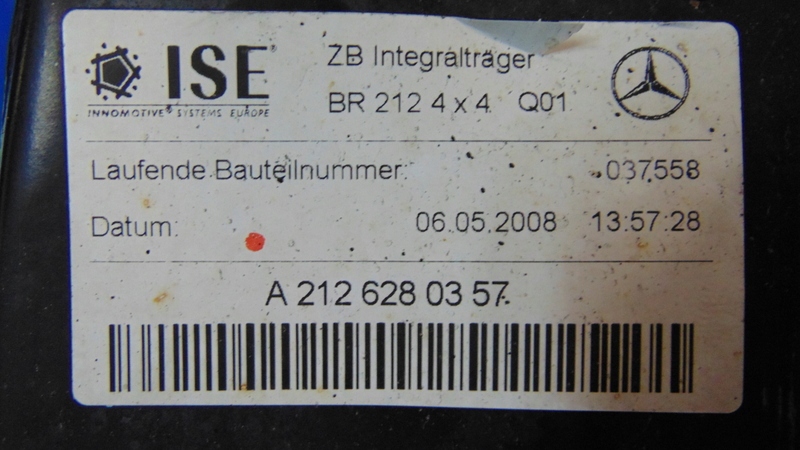 ISE®
INNOMOTIVE® SYSTEMS EUROPE
ZB Integralträger
BR 212 4 x 4 Q01
Laufende Bauteilnummer: 037558
Datum: 06.05.2008 13:57:28
A 212 628 03 57